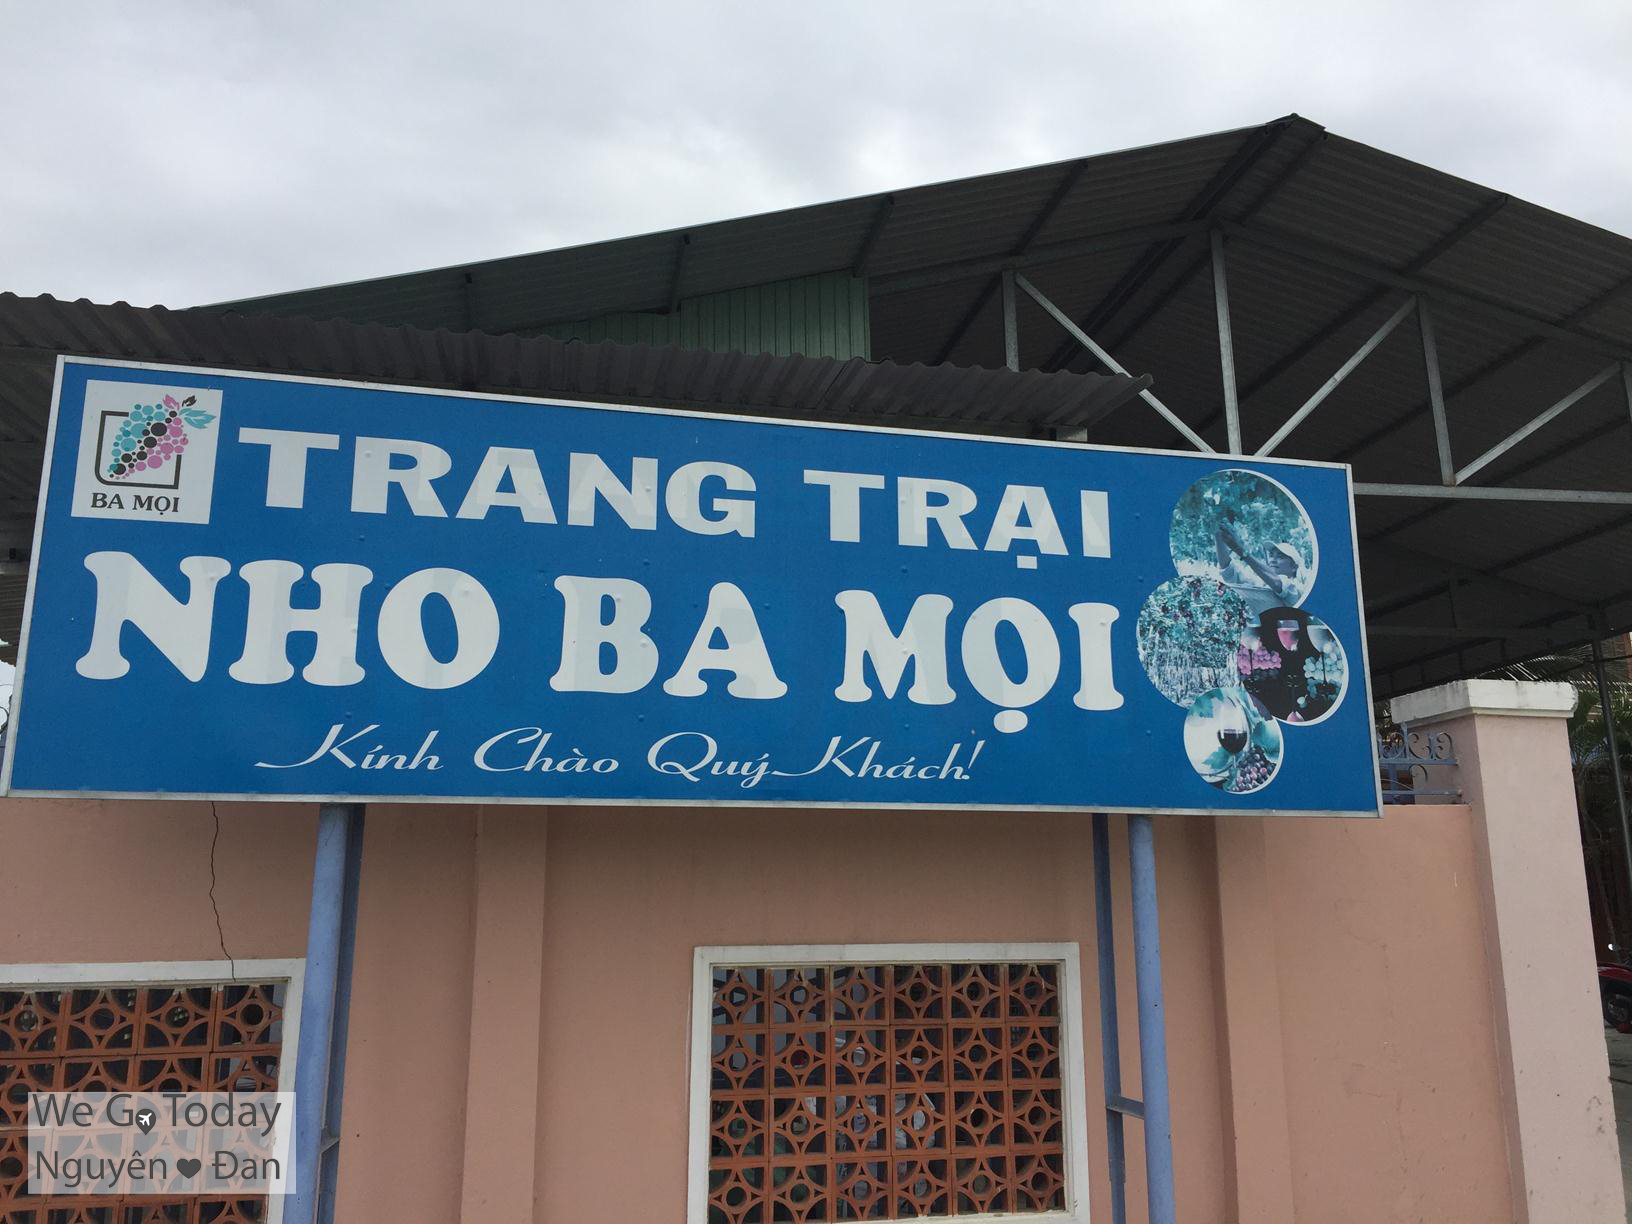 BA MỌI
TRANG TRẠI
NHO BA MỌI
Kính Chào Quý Khách!
We Go Today
Nguyên Đan